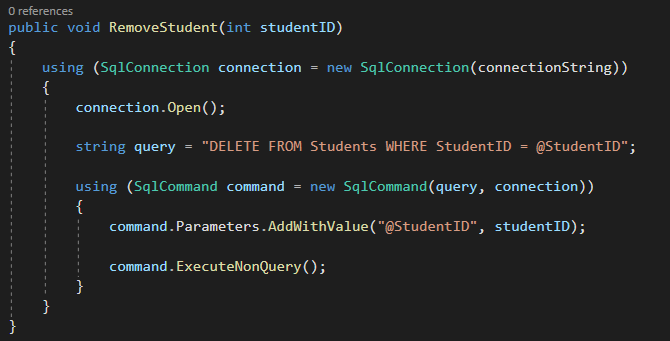 0 references
public void RemoveStudent(int studentID)
{
    using (SqlConnection connection = new SqlConnection(connectionString))
    {
        connection.Open();

        string query = "DELETE FROM Students WHERE StudentID = @StudentID";

        using (SqlCommand command = new SqlCommand(query, connection))
        {
            command.Parameters.AddWithValue("@StudentID", studentID);

            command.ExecuteNonQuery();
        }
    }
}